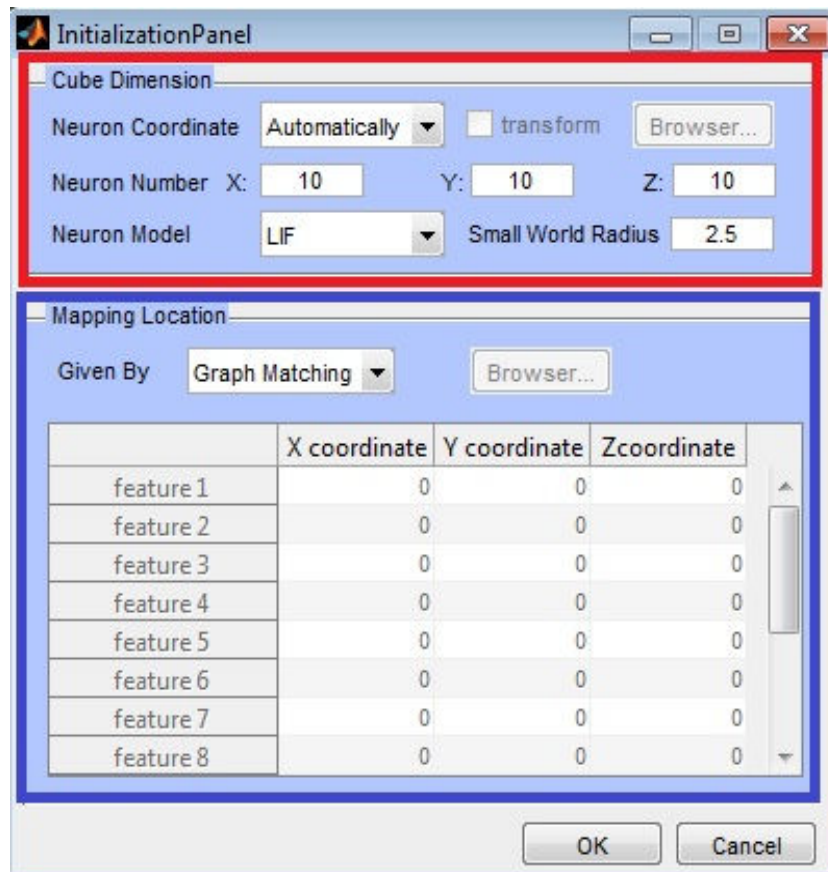 InitializationPanel
Cube Dimension
Neuron Coordinate Automatically transform Browser...
Neuron Number X: 10 Y: 10 Z: 10
Neuron Model LIF Small World Radius 2.5
Mapping Location
Given By Graph Matching Browser...
X coordinate Y coordinate Zcoordinate
feature 1 0 0 0
feature 2 0 0 0
feature 3 0 0 0
feature 4 0 0 0
feature 5 0 0 0
feature 6 0 0 0
feature 7 0 0 0
feature 8 0 0 0
OK Cancel